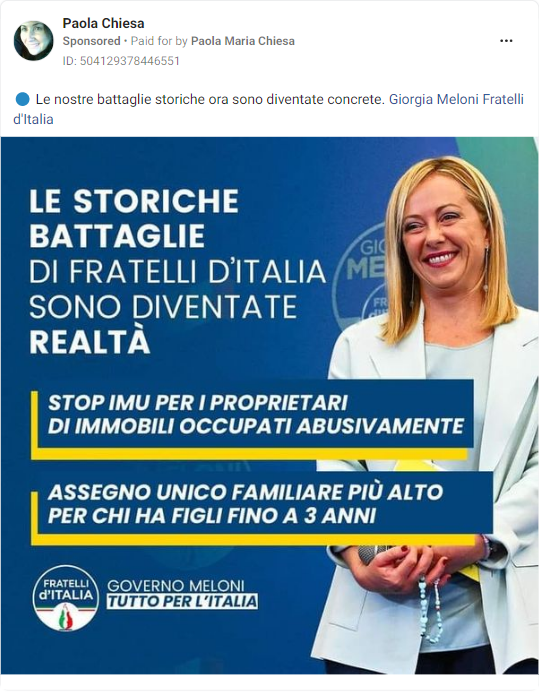 Paola Chiesa
Sponsored • Paid for by Paola Maria Chiesa
ID: 504129378446551
Le nostre battaglie storiche ora sono diventate concrete. Giorgia Meloni Fratelli
d'Italia
LE STORICHE
BATTAGLIE
DI FRATELLI D'ITALIA
SONO DIVENTATE
REALTÀ
GIO
ME
FR
STOP IMU PER I PROPRIETARI
DI IMMOBILI OCCUPATI ABUSIVAMENTE
ASSEGNO UNICO FAMILIARE PIÙ ALTO
PER CHI HA FIGLI FINO A 3 ANNI
FRATELLI
d'ITALIA
GOVERNO MELONI
TUTTO PER L'ITALIA